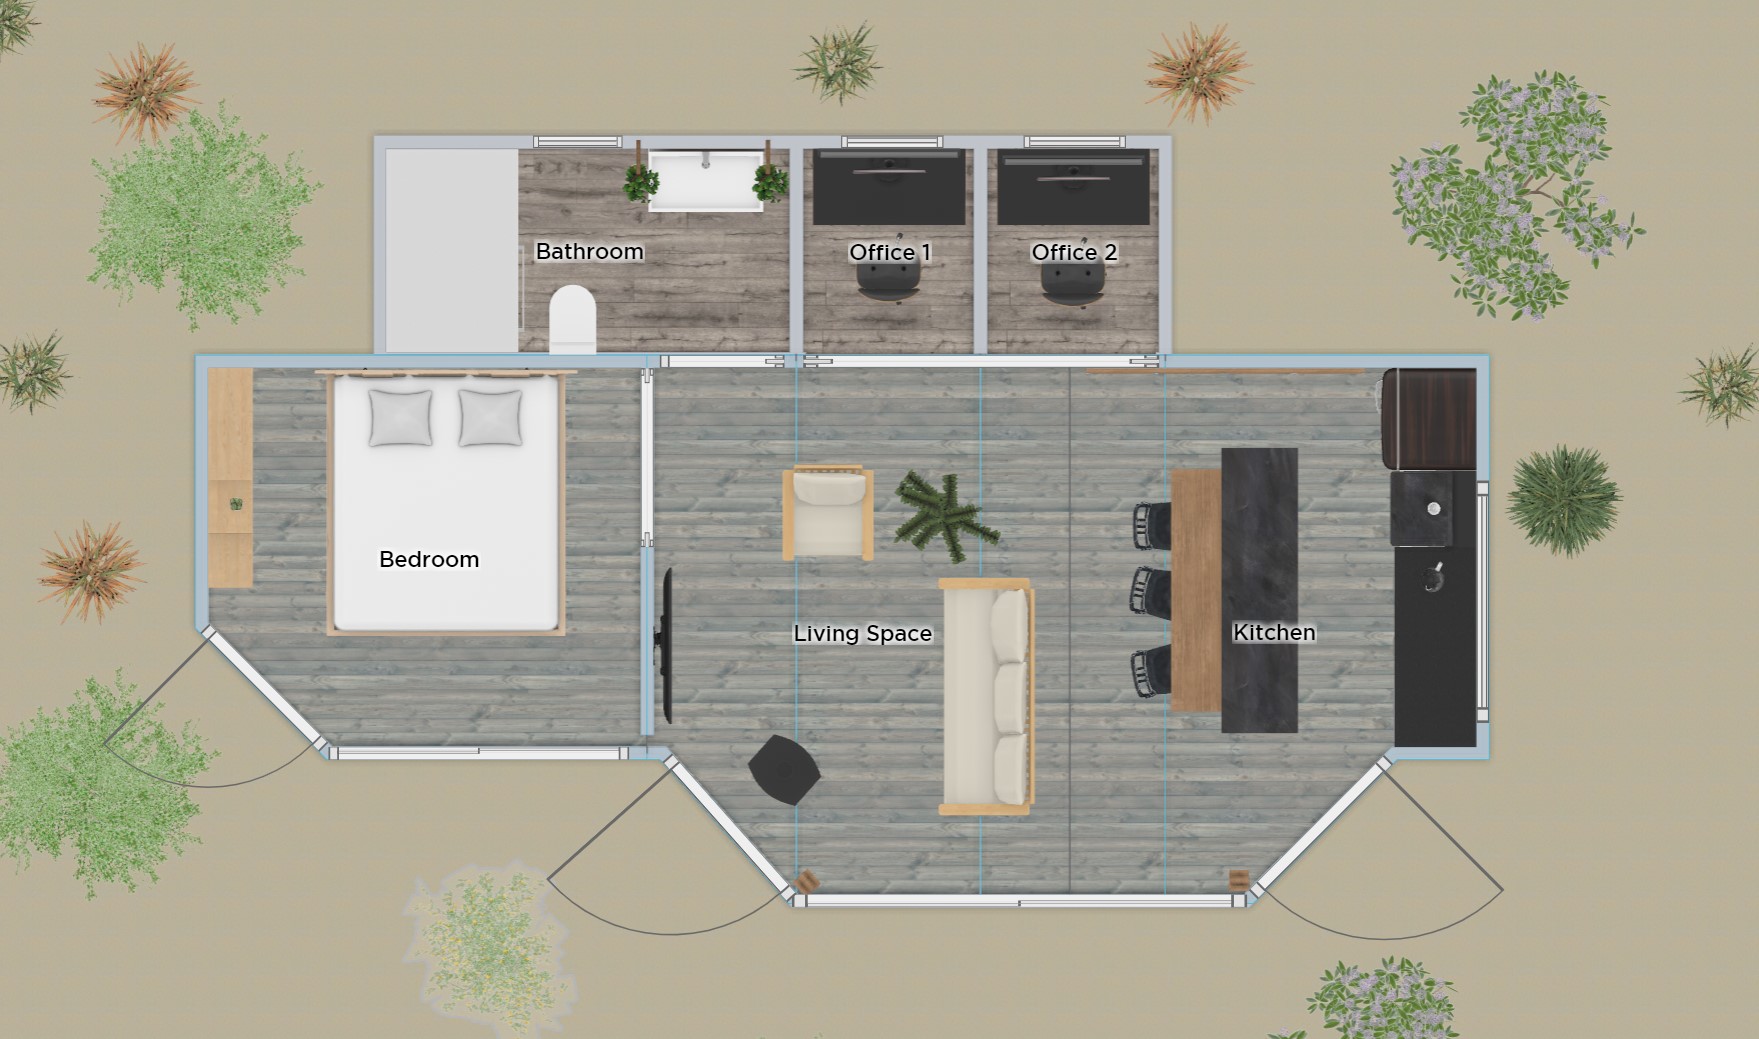 Bathroom
Office 1
Office 2
Bedroom
Living Space
Kitchen